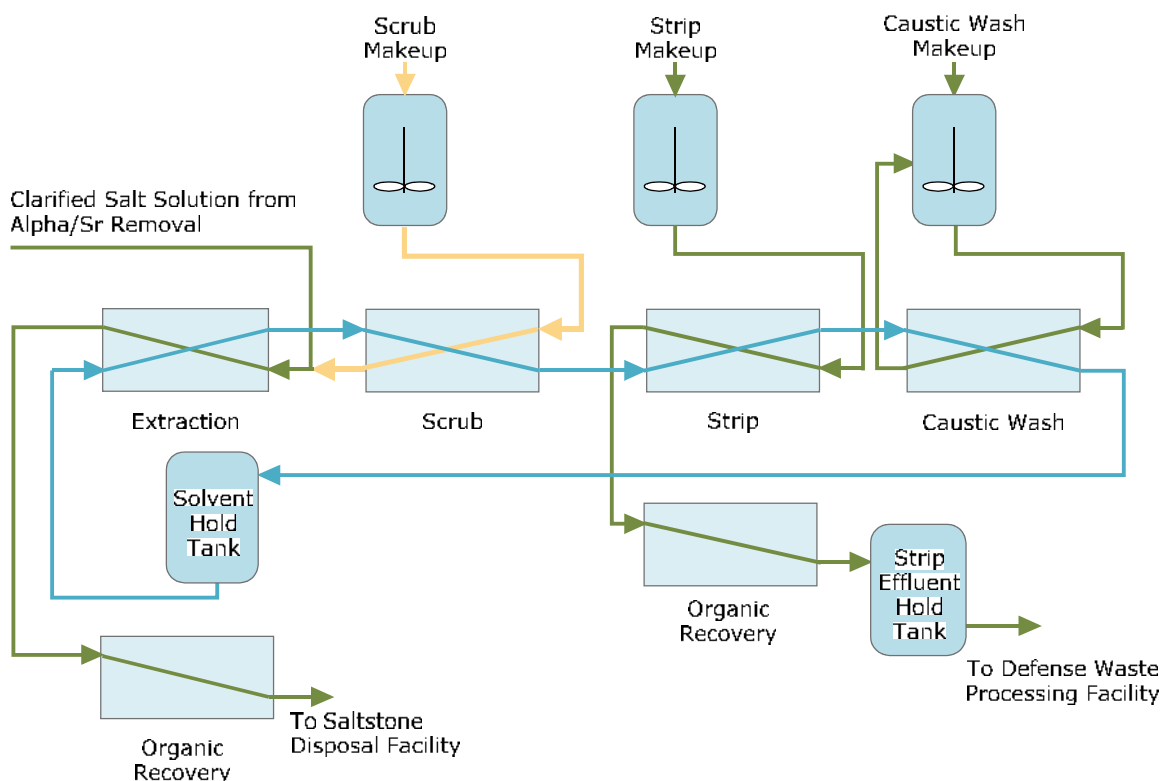 Scrub
Makeup
Strip
Makeup
Caustic Wash
Makeup
Clarified Salt Solution from
Alpha/Sr Removal
Extraction
Scrub
Strip
Caustic Wash
Solvent
Hold
Tank
Organic
Recovery
Strip
Effluent
Hold
Tank
To Defense Waste
Processing Facility
To Saltstone
Disposal Facility
Organic
Recovery